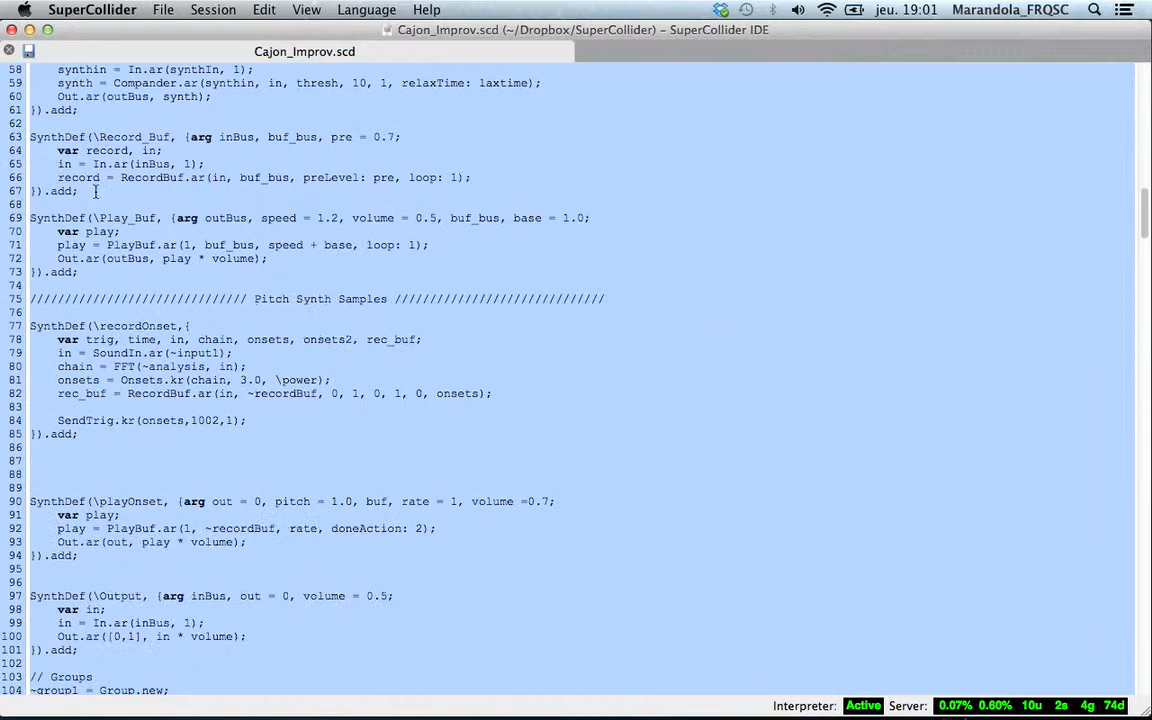 SuperCollider File Session Edit View Language Help jeu. 19:01 Marandola_FRQSC
Cajon_Improv.scd (~/Dropbox/SuperCollider) – SuperCollider IDE
Cajon_Improv.scd
58 synthin = In.ar(synthIn, 1);
59 synth = Compander.ar(synthin, in, thresh, 10, 1, relaxTime: laxtime);
60 Out.ar(outBus, synth);
61 }).add;
62
63 SynthDef(\Record_Buf, {arg inBus, buf_bus, pre = 0.7;
64 var record, in;
65 in = In.ar(inBus, 1);
66 record = RecordBuf.ar(in, buf_bus, preLevel: pre, loop: 1);
67 }).add;
68
69 SynthDef(\Play_Buf, {arg outBus, speed = 1.2, volume = 0.5, buf_bus, base = 1.0;
70 var play;
71 play = PlayBuf.ar(1, buf_bus, speed + base, loop: 1);
72 Out.ar(outBus, play * volume);
73 }).add;
74
75 /////////////////////////////// Pitch Synth Samples ///////////////////////////////
76
77 SynthDef(\recordOnset,{
78 var trig, time, in, chain, onsets, onsets2, rec_buf;
79 in = SoundIn.ar(~input1);
80 chain = FFT(~analysis, in);
81 onsets = Onsets.kr(chain, 3.0, \power);
82 rec_buf = RecordBuf.ar(in, ~recordBuf, 0, 1, 0, 1, 0, onsets);
83
84 SendTrig.kr(onsets,1002,1);
85 }).add;
86
87
88
89
90 SynthDef(\playOnset, {arg out = 0, pitch = 1.0, buf, rate = 1, volume =0.7;
91 var play;
92 play = PlayBuf.ar(1, ~recordBuf, rate, doneAction: 2);
93 Out.ar(out, play * volume);
94 }).add;
95
96
97 SynthDef(\Output, {arg inBus, out = 0, volume = 0.5;
98 var in;
99 in = In.ar(inBus, 1);
100 Out.ar([0,1], in * volume);
101 }).add;
102
103 // Groups
104 ~group1 = Group.new;
Interpreter: Active Server: 0.07% 0.60% 10u 2s 4g 74d